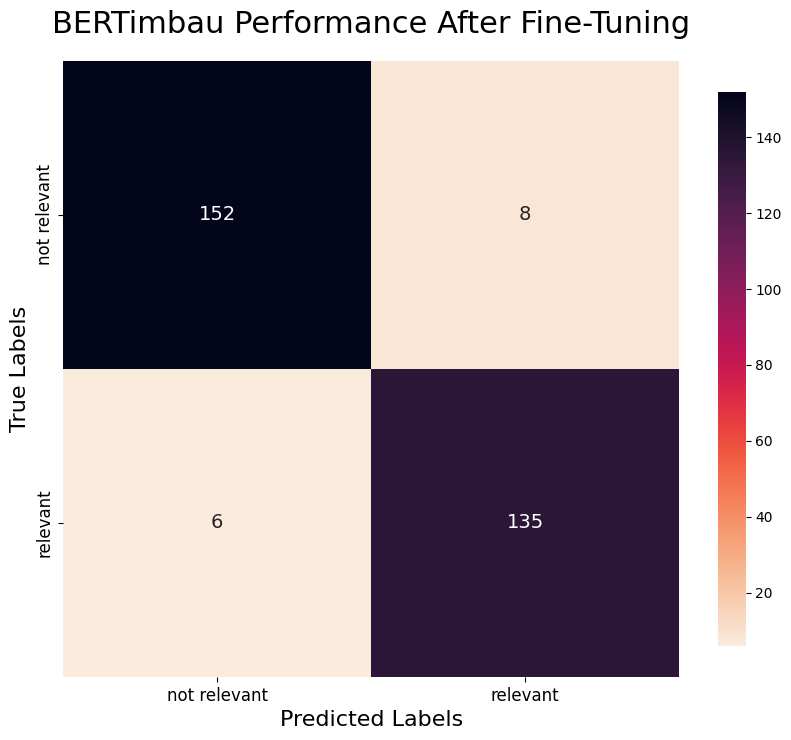 BERTimbau Performance After Fine-Tuning
True Labels
not relevant
relevant
152
8
6
135
not relevant
relevant
Predicted Labels
140
120
100
80
60
40
20